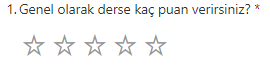 1. Genel olarak derse kaç puan verirsiniz? *